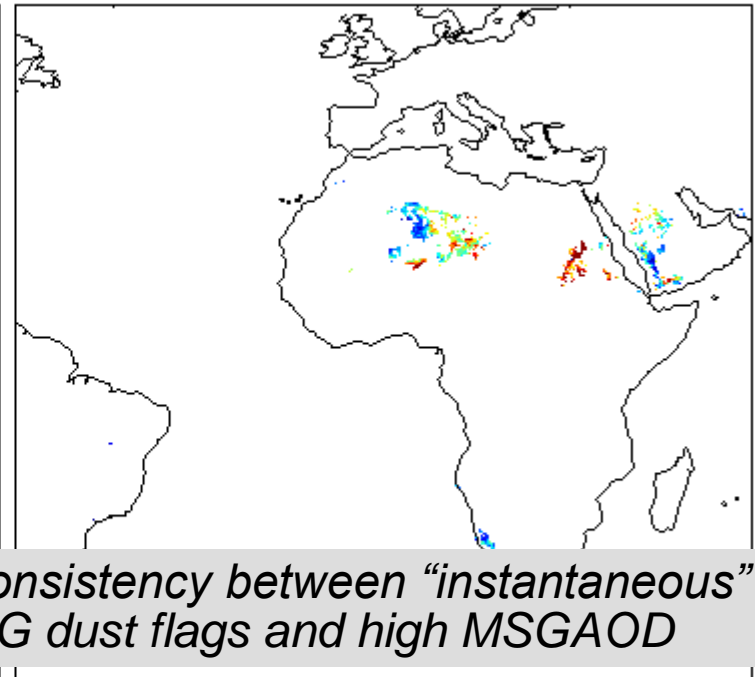 onsistency between “instantaneous”
G dust flags and high MSGAOD